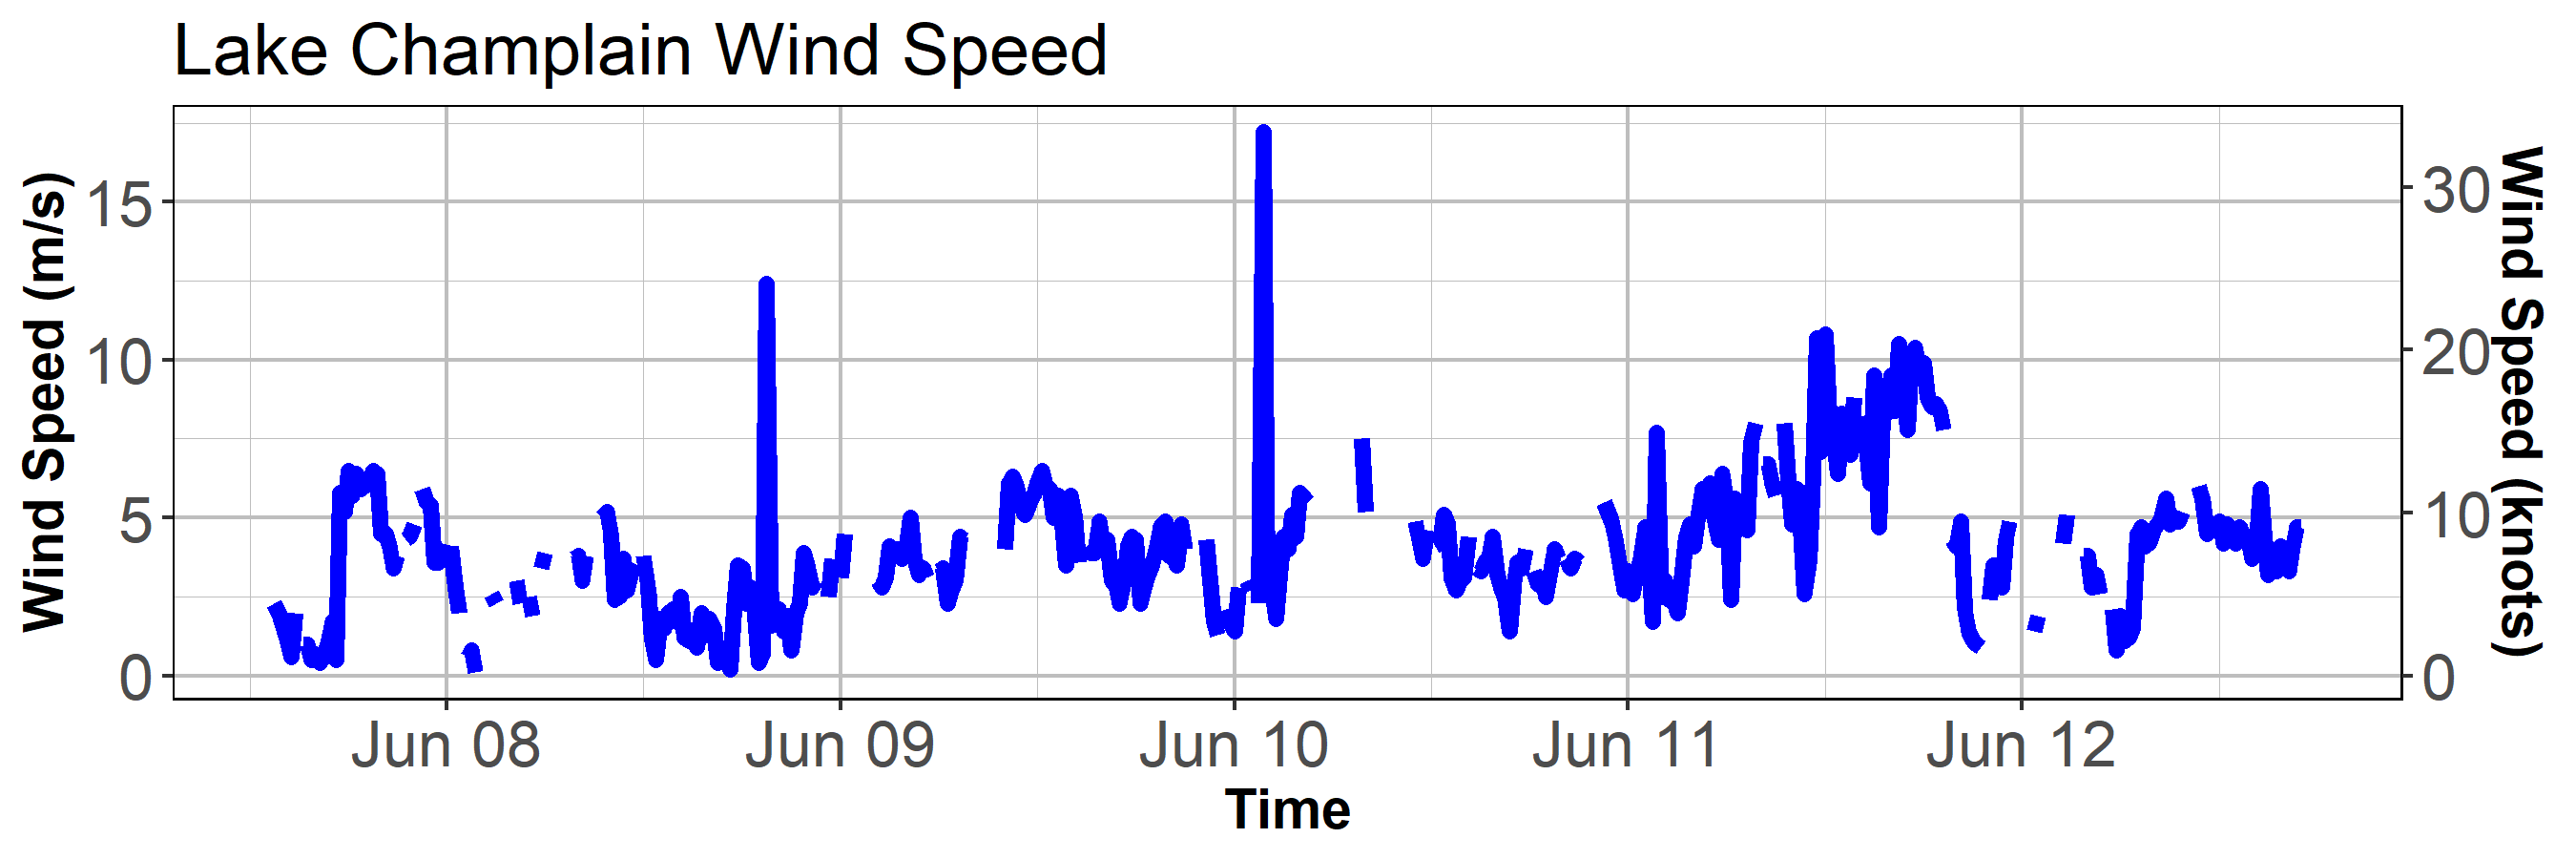 Lake Champlain Wind Speed
Wind Speed (m/s)
15
10
5
0
30
20
10
0
Wind Speed (knots)
Jun 08
Jun 09
Jun 10
Jun 11
Jun 12
Time